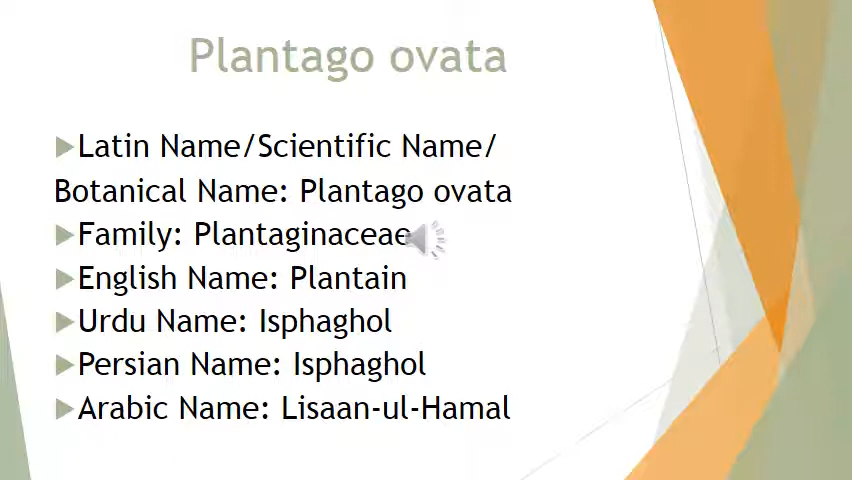 Plantago ovata
Latin Name/Scientific Name/
Botanical Name: Plantago ovata
Family: Plantaginaceae
English Name: Plantain
Urdu Name: Isphaghol
Persian Name: Isphaghol
Arabic Name: Lisaan-ul-Hamal